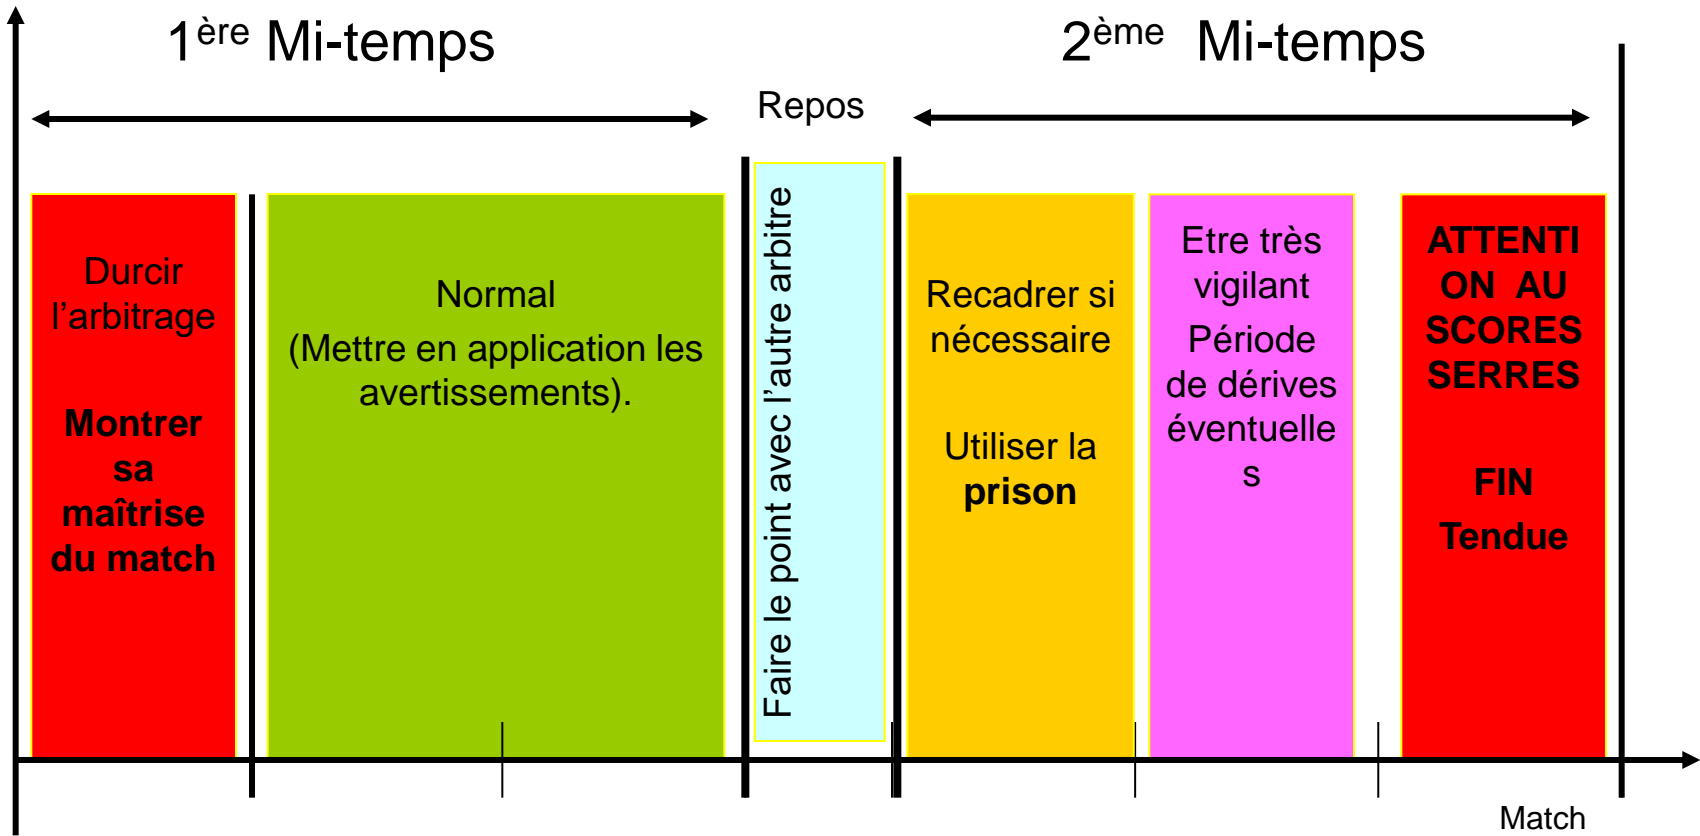 1ère Mi-temps
2ème Mi-temps
Repos
Durcir
l’arbitrage
Montrer
sa
maîtrise
du match
Normal
(Mettre en application les
avertissements).
Faire le point avec l’autre arbitre
Recadrer si
nécessaire
Utiliser la
prison
Etre très
vigilant
Période
de dérives
éventuelle
s
ATTENTI
ON AU
SCORES
SERRES
FIN
Tendue
Match